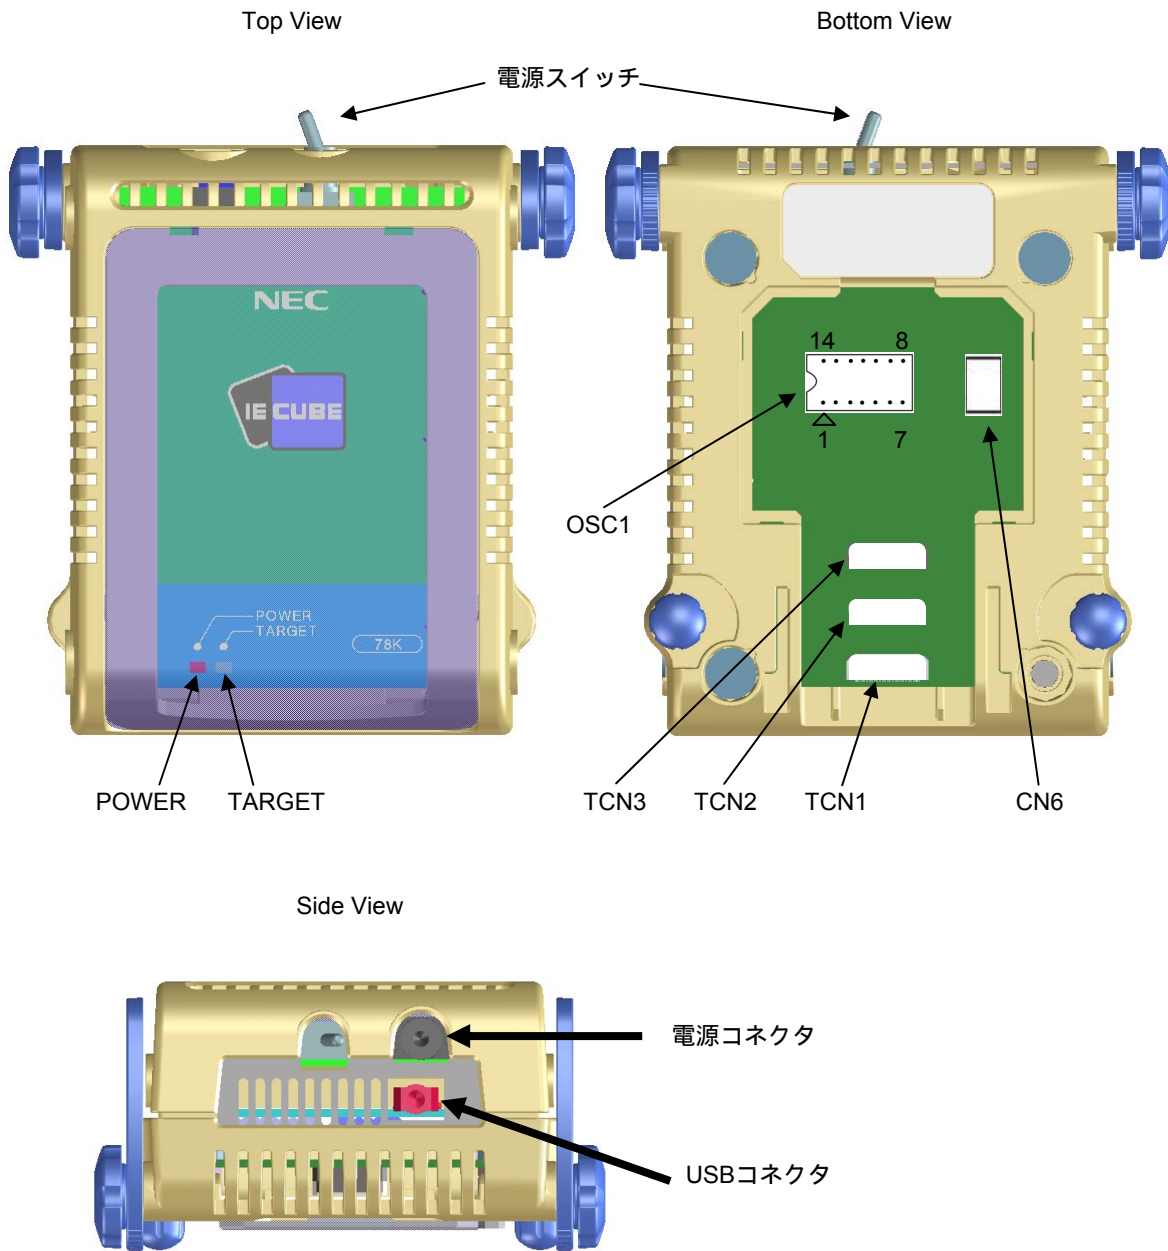 Top View
Bottom View
電源スイッチ
NEC
IE CUBE
14 8
1 7
OSC1
POWER
TARGET
78K
POWER TARGET
TCN3 TCN2 TCN1 CN6
Side View
電源コネクタ
USBコネクタ